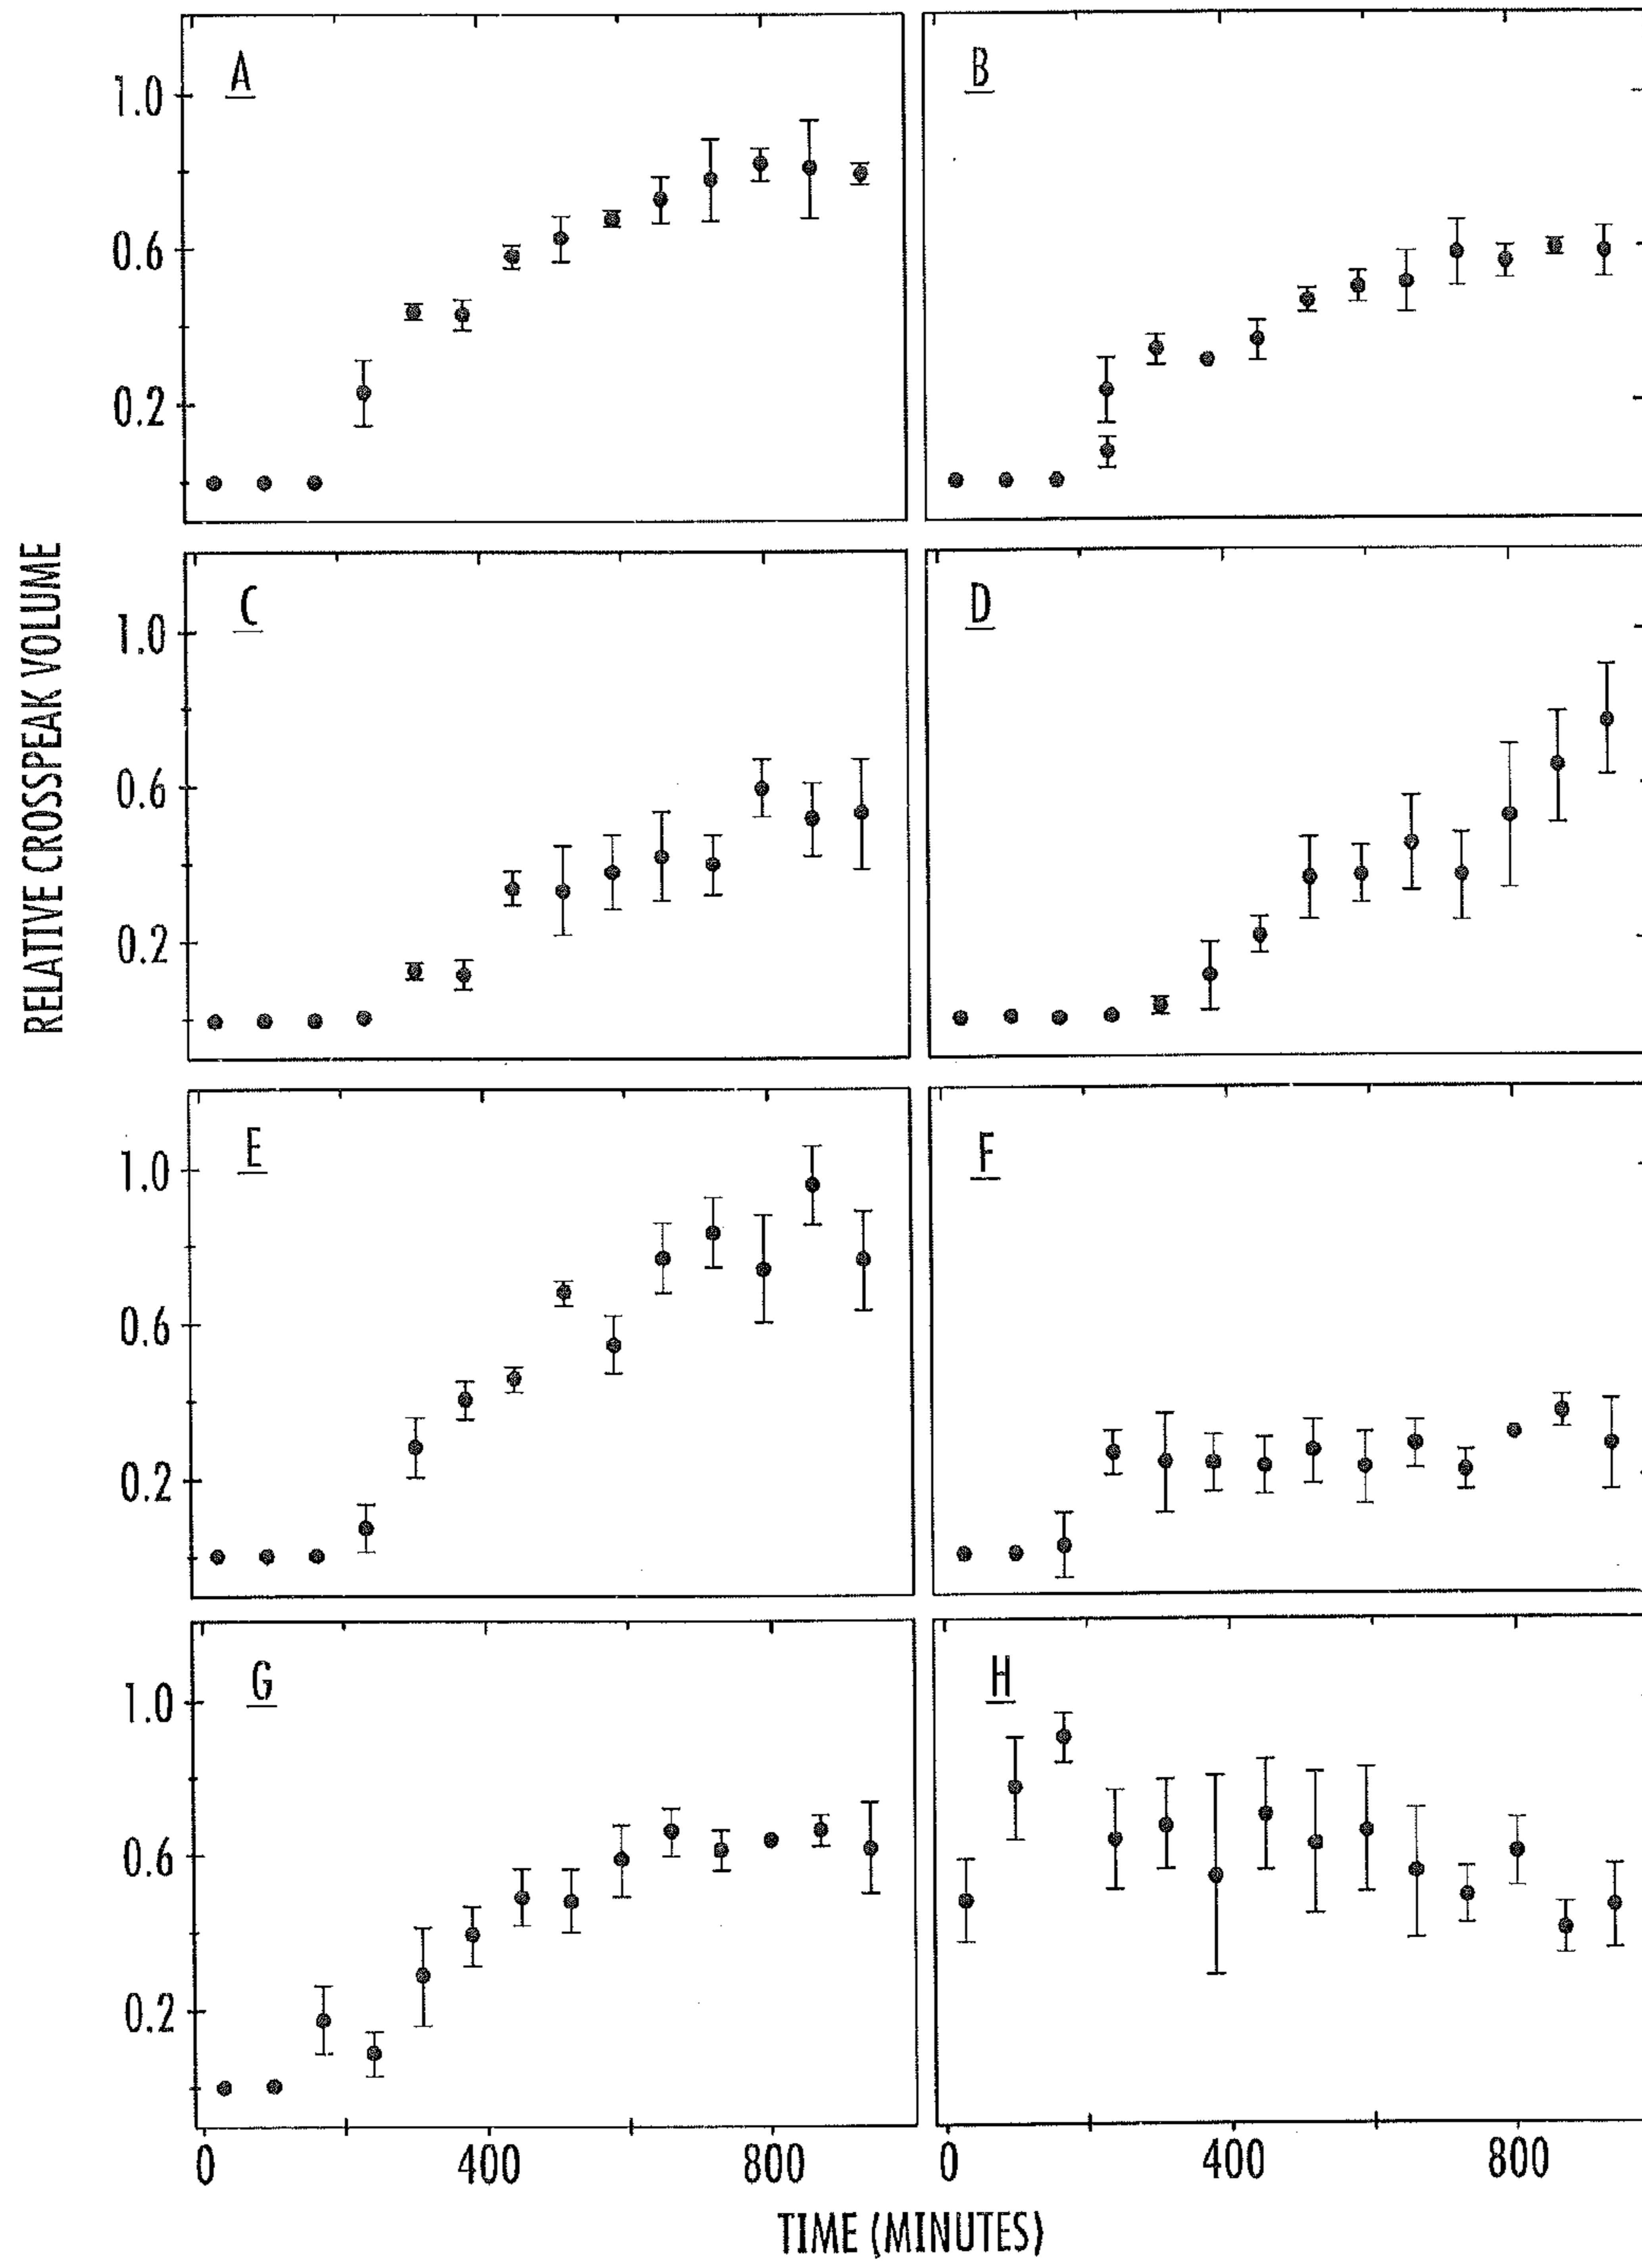 A
B
1.0
0.6
0.2
C
D
1.0
0.6
0.2
RELATIVE CROSSPEAK VOLUME
E
F
1.0
0.6
0.2
G
H
1.0
0.6
0.2
0 400 800 0 400 800
TIME (MINUTES)